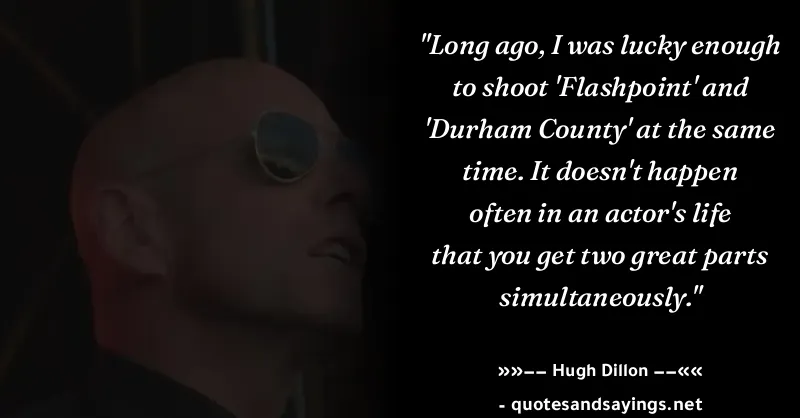 "Long ago, I was lucky enough
to shoot 'Flashpoint' and
'Durham County' at the same
time. It doesn't happen
often in an actor's life
that you get two great parts
simultaneously."
»»−− Hugh Dillon −−««
- quotesandsayings.net